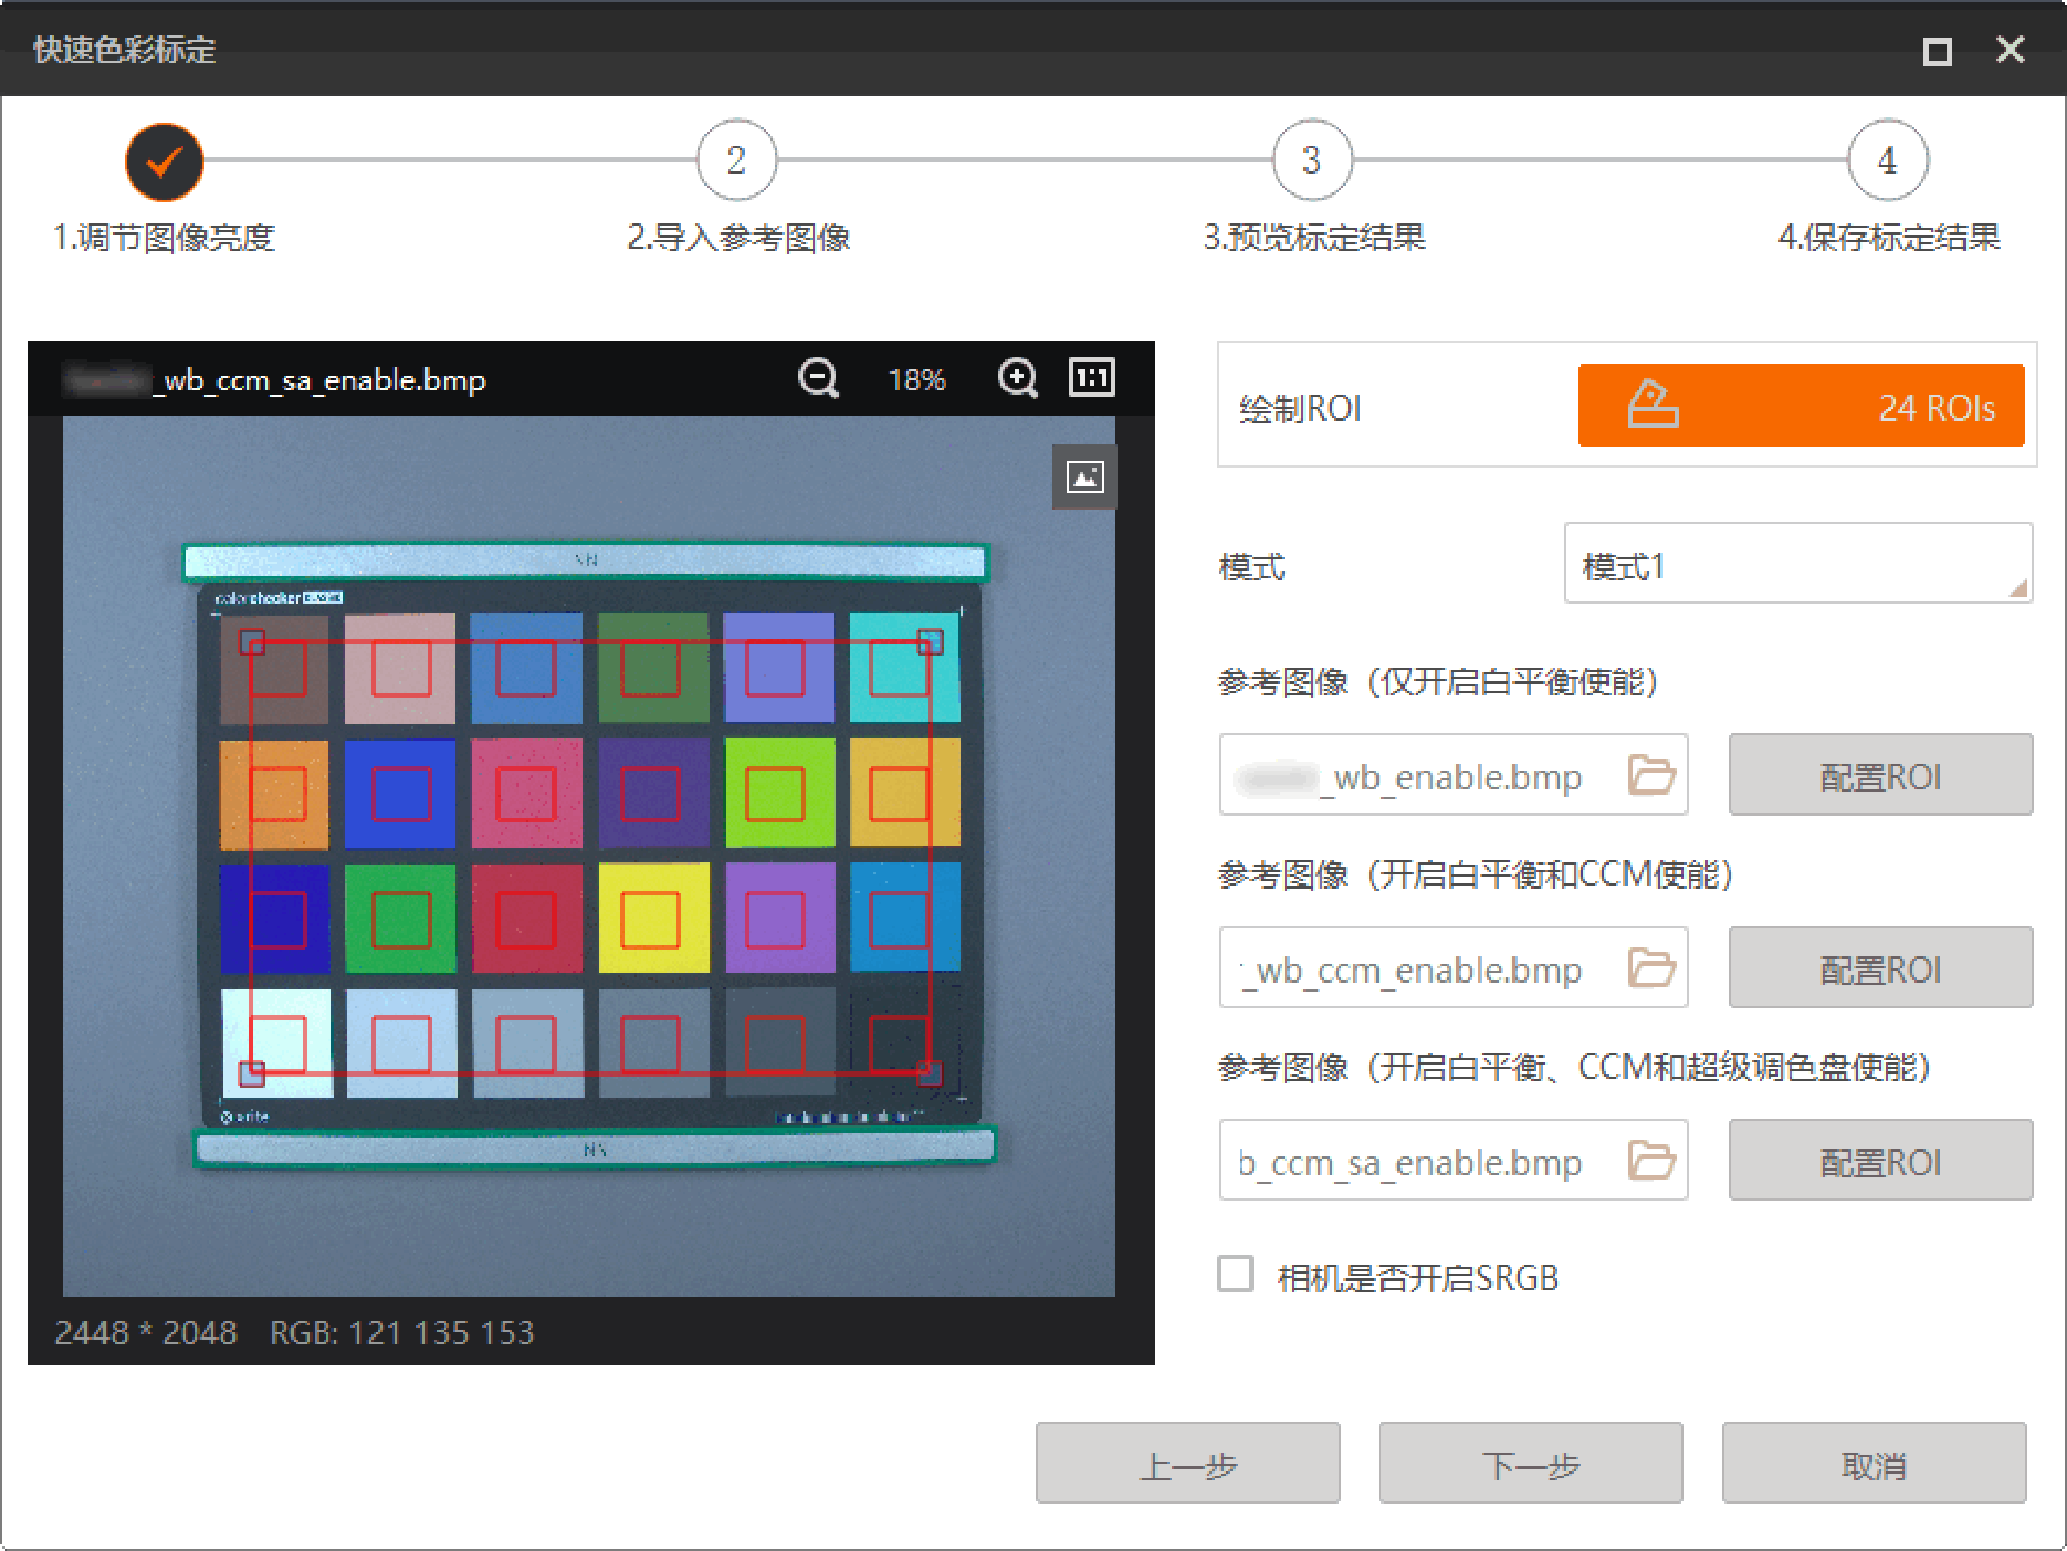 快速色彩标定
2
3
4
1.调节图像亮度
2.导入参考图像
3.预览标定结果
4.保存标定结果
_wb_ccm_sa_enable.bmp
18%
1:1
colorchecker
2448 * 2048 RGB: 121 135 153
绘制ROI
24 ROIs
模式
模式1
参考图像（仅开启白平衡使能）
_wb_enable.bmp
配置ROI
参考图像（开启白平衡和CCM使能）
_wb_ccm_enable.bmp
配置ROI
参考图像（开启白平衡、CCM和超级调色盘使能）
b_ccm_sa_enable.bmp
配置ROI
相机是否开启SRGB
上一步
下一步
取消